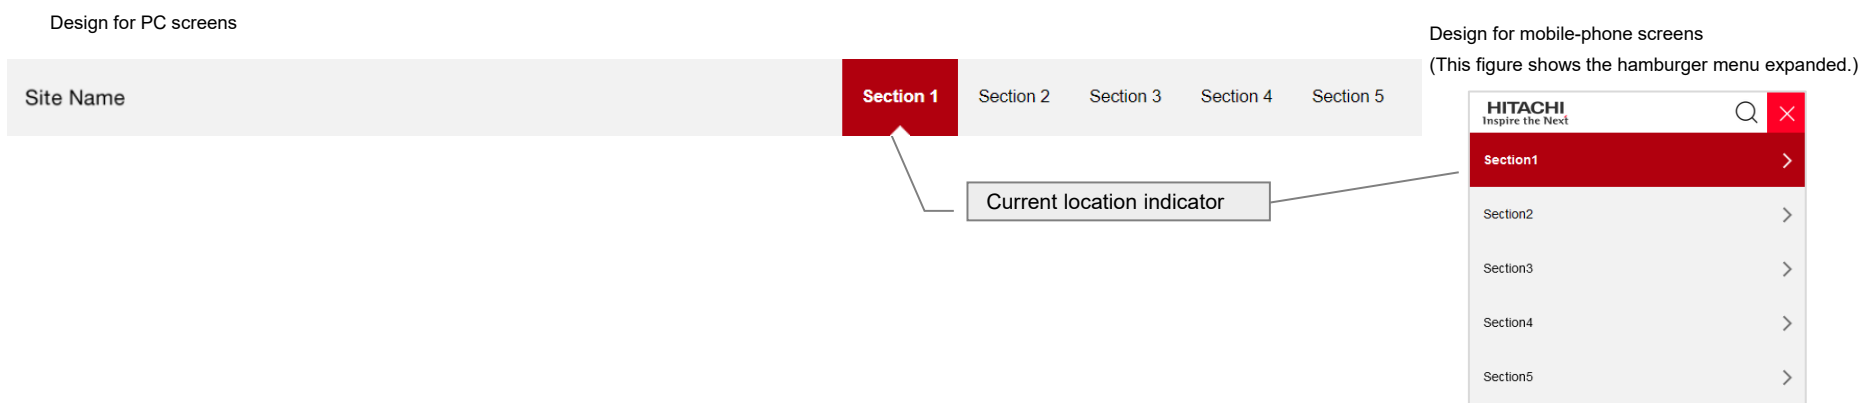 Design for PC screens
Site Name
Section 1
Section 2
Section 3
Section 4
Section 5
Current location indicator
Design for mobile-phone screens
(This figure shows the hamburger menu expanded.)
HITACHI
Inspire the Next
Section1
Section2
Section3
Section4
Section5